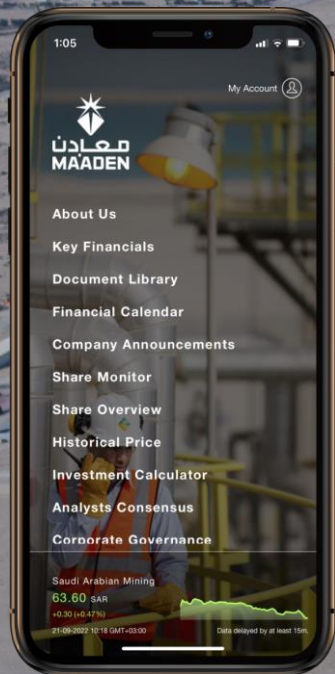 1:05
My Account
معادن
MAADEN
About Us
Key Financials
Document Library
Financial Calendar
Company Announcements
Share Monitor
Share Overview
Historical Price
Investment Calculator
Analysts Consensus
Corporate Governance
Saudi Arabian Mining
63.60 SAR
+0.30 (+0.47%)
21-09-2022 10:18 GMT+03:00 Data delayed by at least 15m.